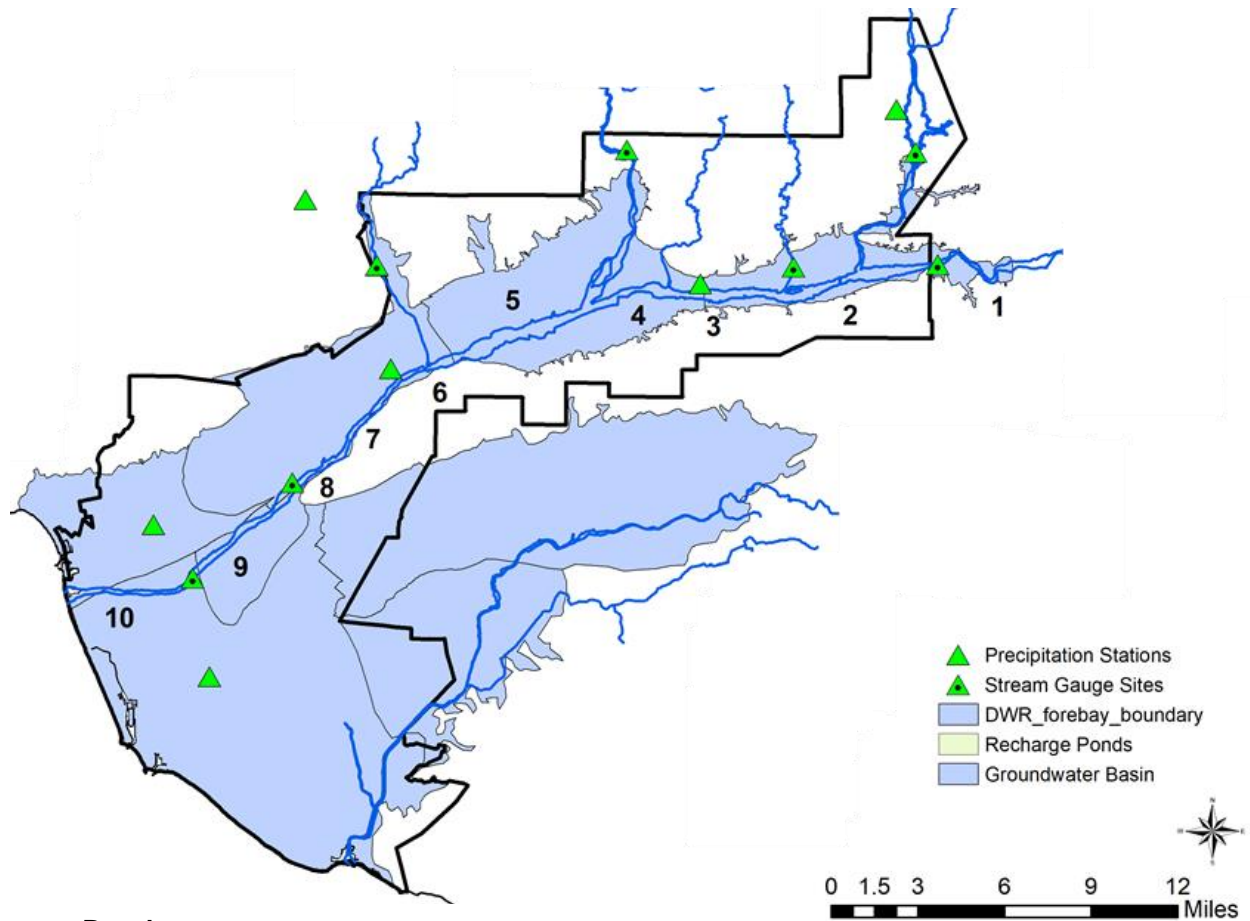 1
2
3
4
5
6
7
8
9
10
Precipitation Stations
Stream Gauge Sites
DWR_forebay_boundary
Recharge Ponds
Groundwater Basin
N
W E
S
0 1.5 3 6 9 12
Miles